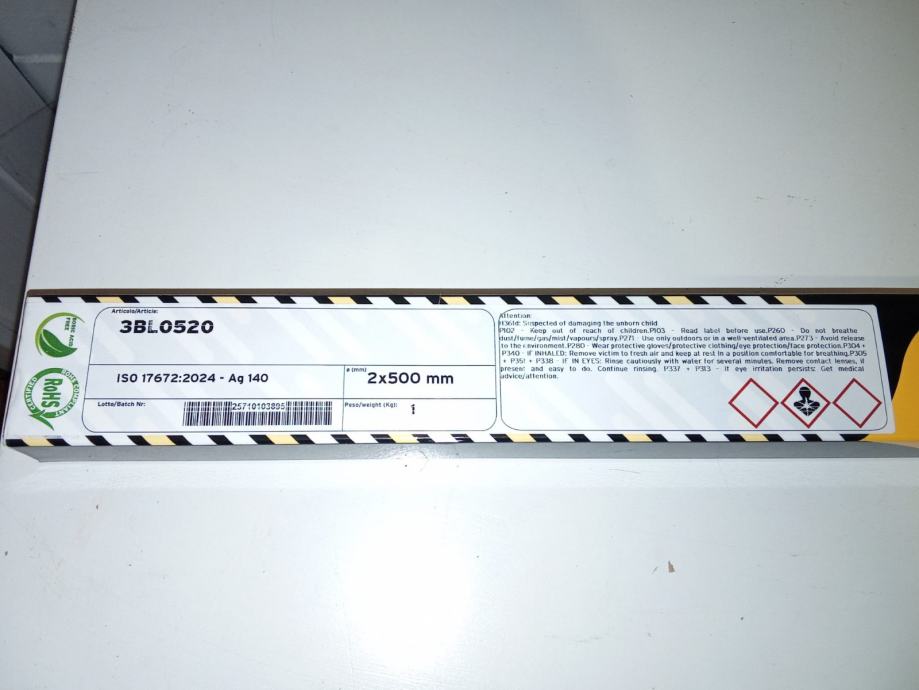 BORIC ACID
FREE
CERTIFIED
ROHS COMPLIANT
RoHS
Articolo/Article:
3BL0520
ISO 17672:2024 - Ag 140
ø (mm)
2x500 mm
Lotto/Batch Nr:
25710103895
Peso/weight (Kg):
1
Attention:
H361d: Suspected of damaging the unborn child
P102 - Keep out of reach of children.P103 - Read label before use.P260 - Do not breathe
dust/fume/gas/mist/vapours/spray.P271 - Use only outdoors or in a well-ventilated area.P273 - Avoid release
to the environment.P280 - Wear protective gloves/protective clothing/eye protection/face protection.P304 +
P340 - IF INHALED: Remove victim to fresh air and keep at rest in a position comfortable for breathing.P305
+ P351 + P338 - IF IN EYES: Rinse cautiously with water for several minutes. Remove contact lenses, if
present and easy to do. Continue rinsing. P337 + P313 - If eye irritation persists: Get medical
advice/attention.